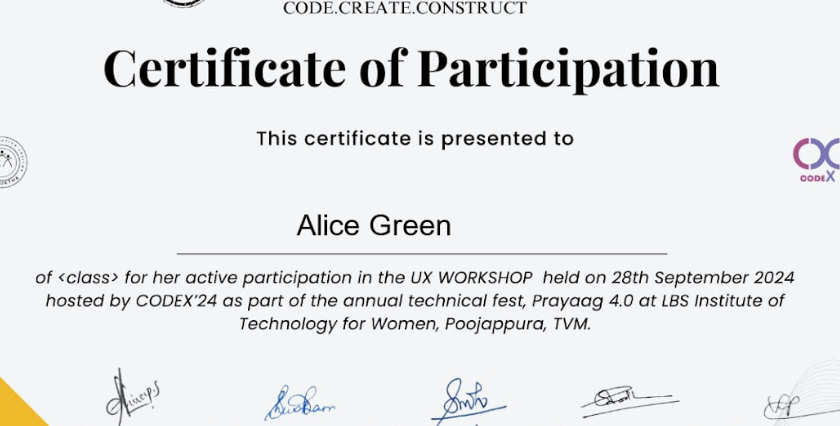 CODE.CREATE.CONSTRUCT
Certificate of Participation
This certificate is presented to
CODEX
Alice Green
of <class> for her active participation in the UX WORKSHOP held on 28th September 2024
hosted by CODEX'24 as part of the annual technical fest, Prayaag 4.0 at LBS Institute of
Technology for Women, Poojappura, TVM.